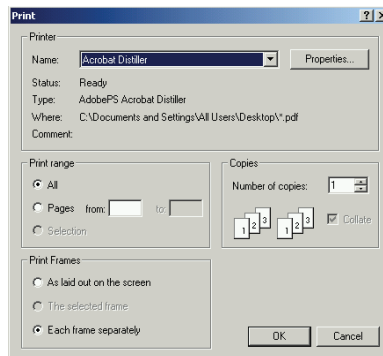 Print
Printer
Name: Acrobat Distiller Properties...
Status: Ready
Type: AdobePS Acrobat Distiller
Where: C:\Documents and Settings\All Users\Desktop\*.pdf
Comment:
Print range
All
Pages from: to:
Selection
Copies
Number of copies: 1
1 2 3 1 2 3 Collate
Print Frames
As laid out on the screen
The selected frame
Each frame separately
OK Cancel